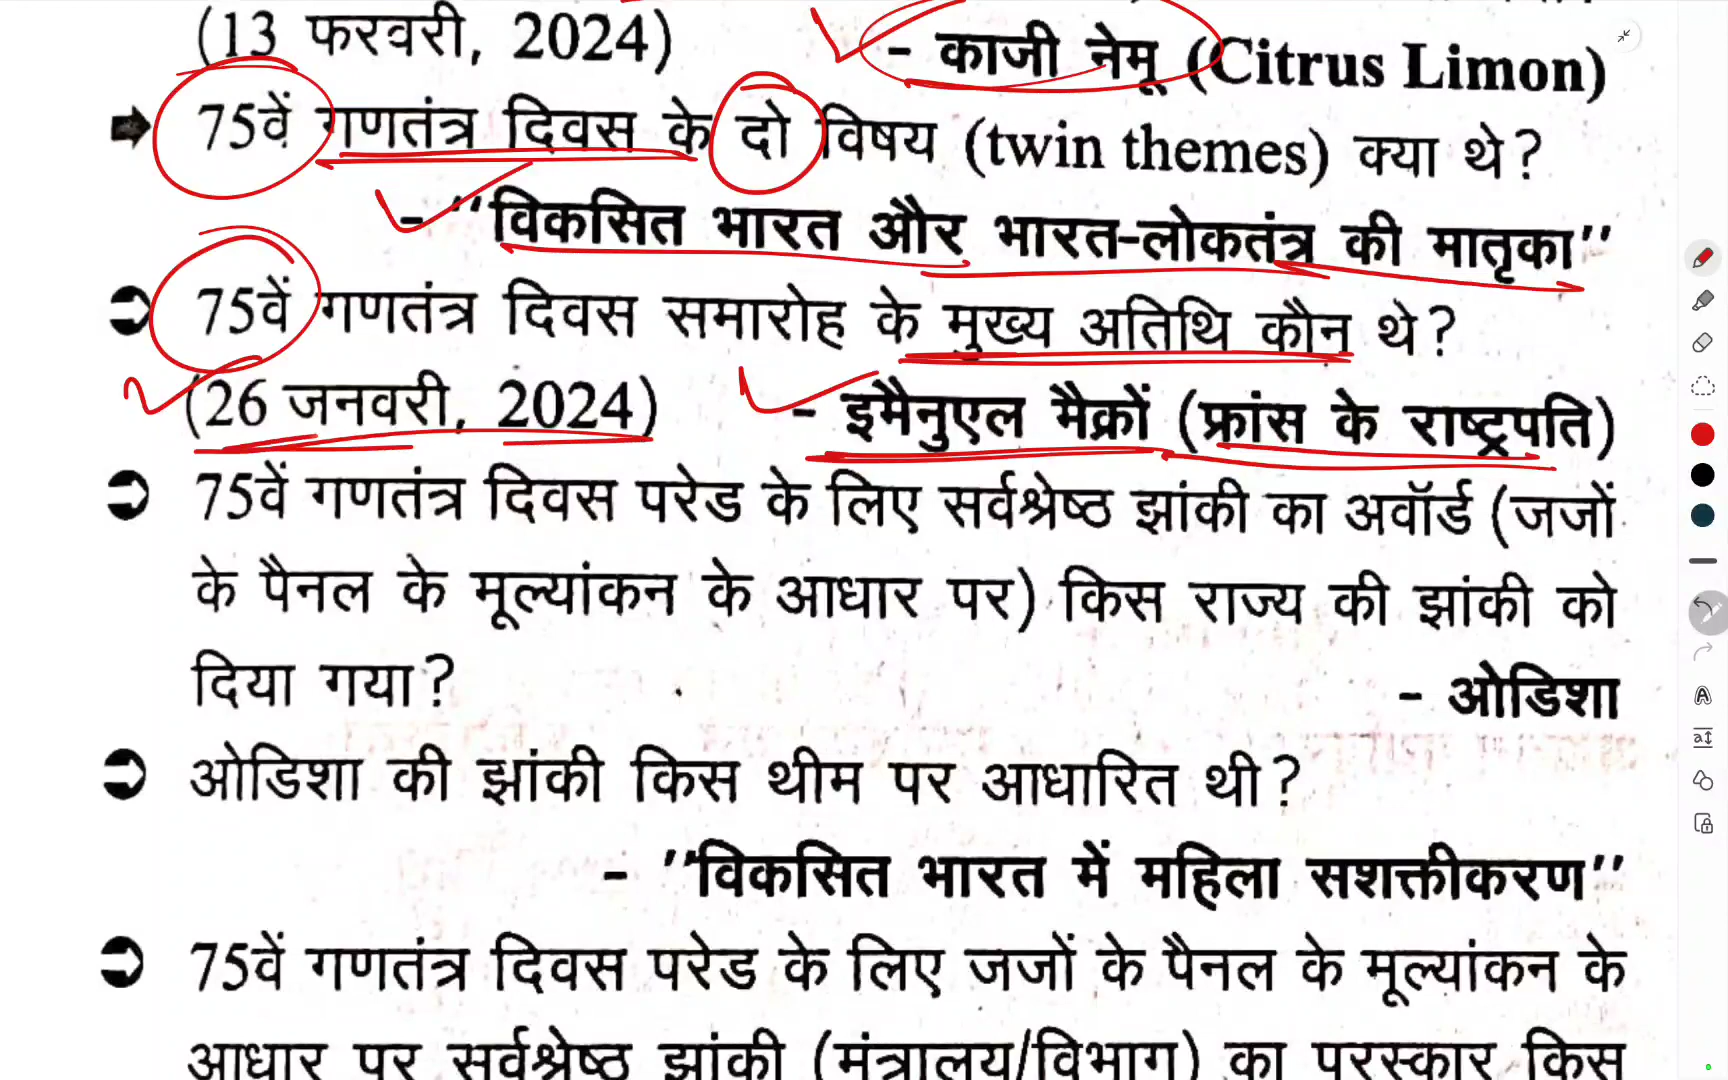 (13 फरवरी, 2024) - काजी नेमू (Citrus Limon)
75वें गणतंत्र दिवस के दो विषय (twin themes) क्या थे?
- "विकसित भारत और भारत-लोकतंत्र की मातृका"
75वें गणतंत्र दिवस समारोह के मुख्य अतिथि कौन थे?
(26 जनवरी, 2024) - इमैनुएल मैक्रों (फ्रांस के राष्ट्रपति)
75वें गणतंत्र दिवस परेड के लिए सर्वश्रेष्ठ झांकी का अवॉर्ड (जजों
के पैनल के मूल्यांकन के आधार पर) किस राज्य की झांकी को
दिया गया? - ओडिशा
ओडिशा की झांकी किस थीम पर आधारित थी?
- "विकसित भारत में महिला सशक्तीकरण"
75वें गणतंत्र दिवस परेड के लिए जजों के पैनल के मूल्यांकन के
आधार पर सर्वश्रेष्ठ झांकी (मंत्रालय/विभाग) का पुरस्कार किस